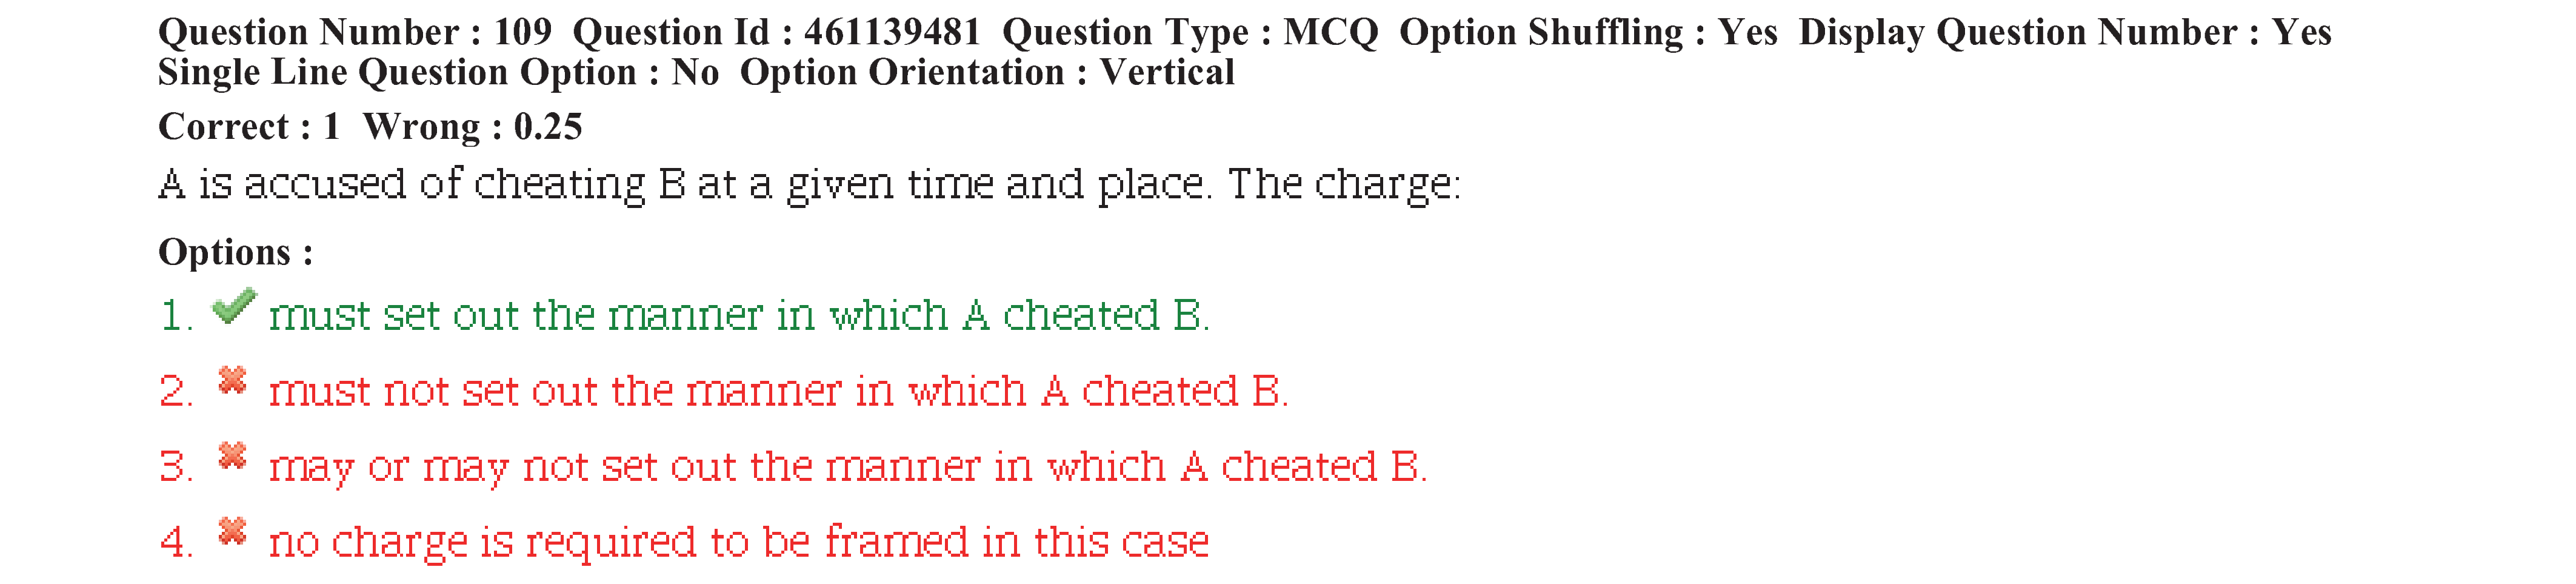 Question Number : 109 Question Id : 461139481 Question Type : MCQ Option Shuffling : Yes Display Question Number : Yes
Single Line Question Option : No Option Orientation : Vertical
Correct : 1 Wrong : 0.25
A is accused of cheating B at a given time and place. The charge:
Options :
1. must set out the manner in which A cheated B.
2. must not set out the manner in which A cheated B.
3. may or may not set out the manner in which A cheated B.
4. no charge is required to be framed in this case